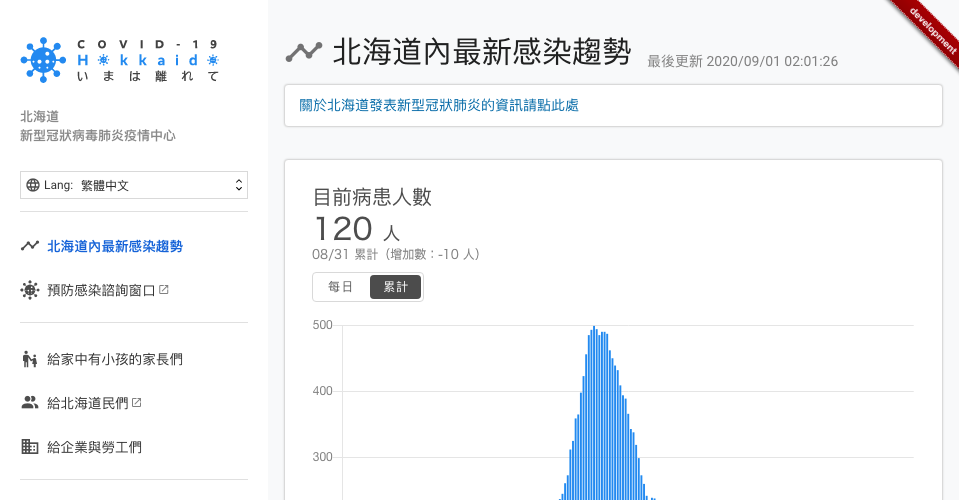 COVID-19
Hokkaido
いまは離れて
北海道
新型冠狀病毒肺炎疫情中心
Lang: 繁體中文
北海道內最新感染趨勢
預防感染諮詢窗口
給家中有小孩的家長們
給北海道民們
給企業與勞工們
北海道內最新感染趨勢
最後更新 2020/09/01 02:01:26
development
關於北海道發表新型冠狀肺炎的資訊請點此處
目前病患人數
120 人
08/31 累計（增加數：-10 人）
每日 累計
500
400
300